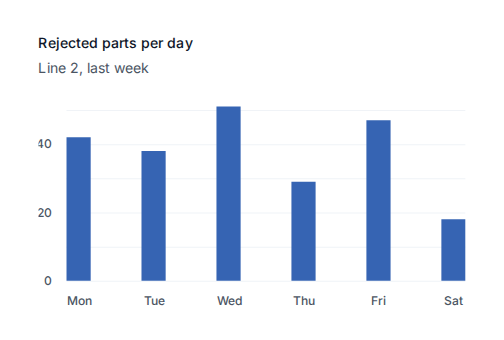 Rejected parts per day
Line 2, last week
40
20
0
Mon Tue Wed Thu Fri Sat